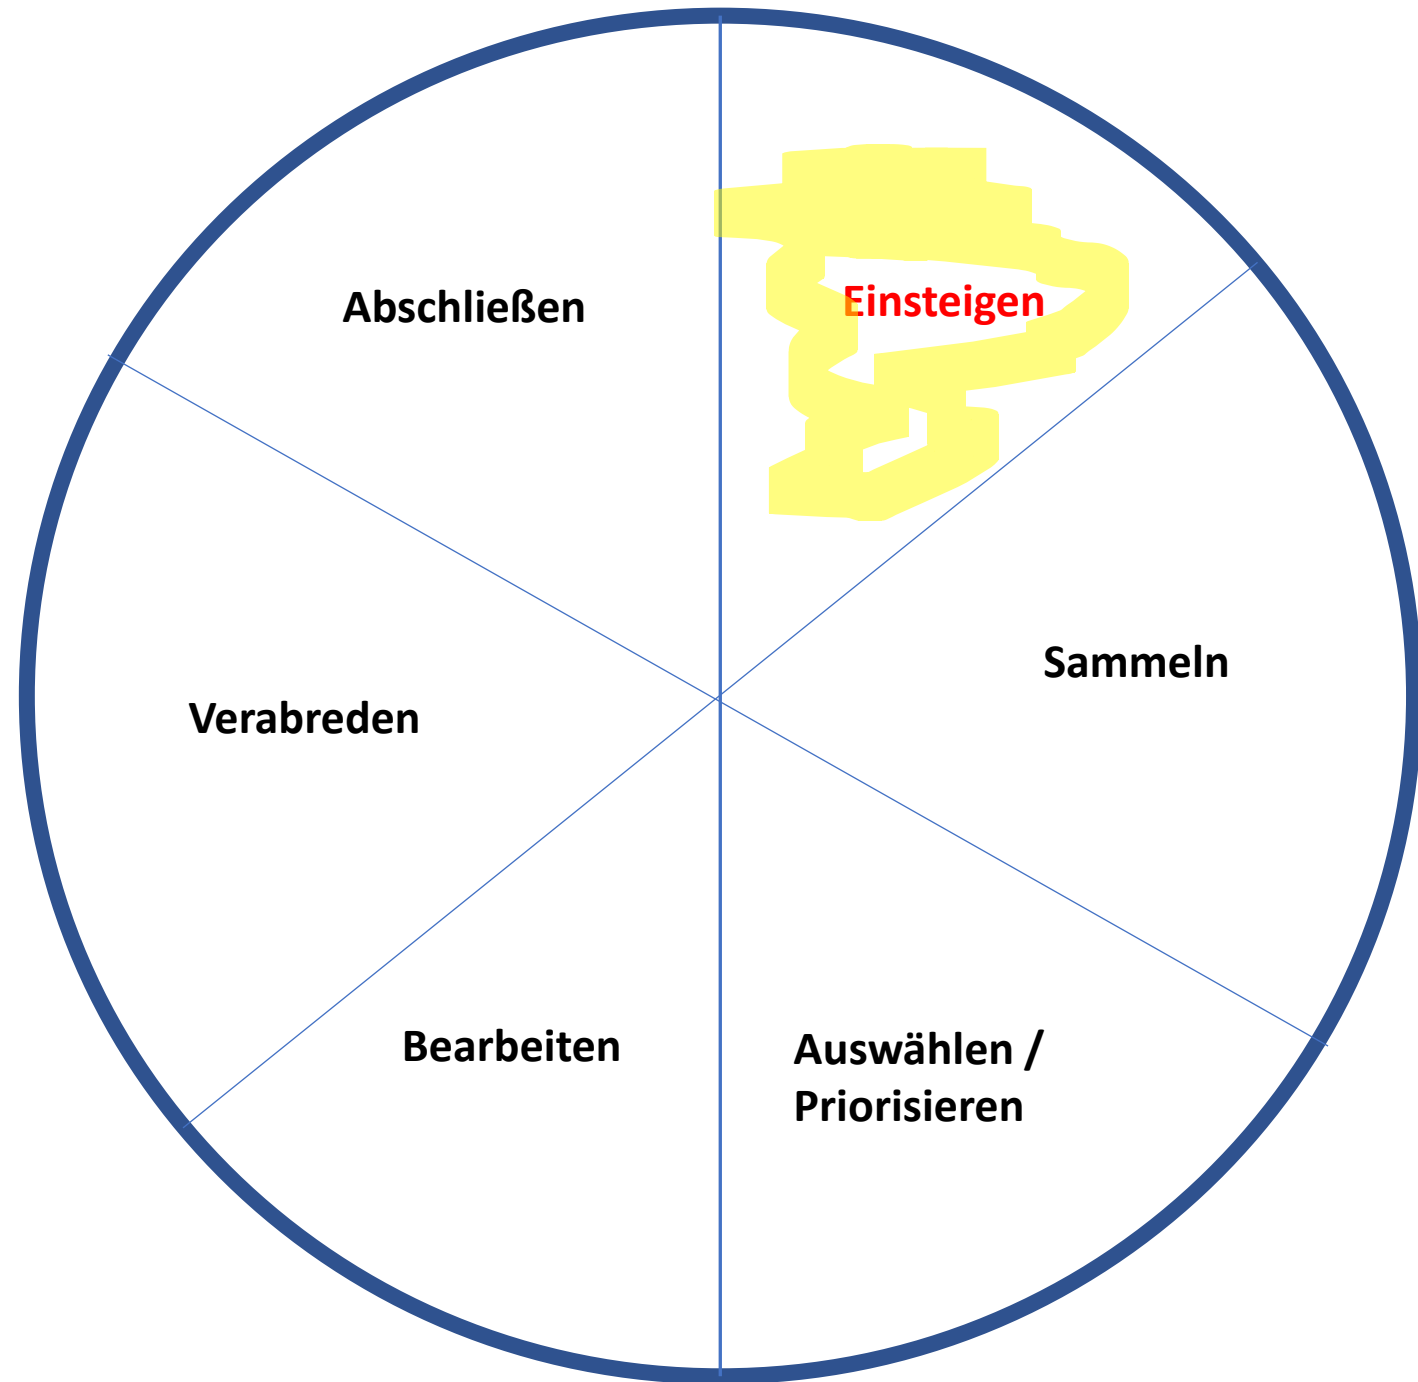 Einsteigen
Sammeln
Auswählen /
Priorisieren
Bearbeiten
Verabreden
Abschließen